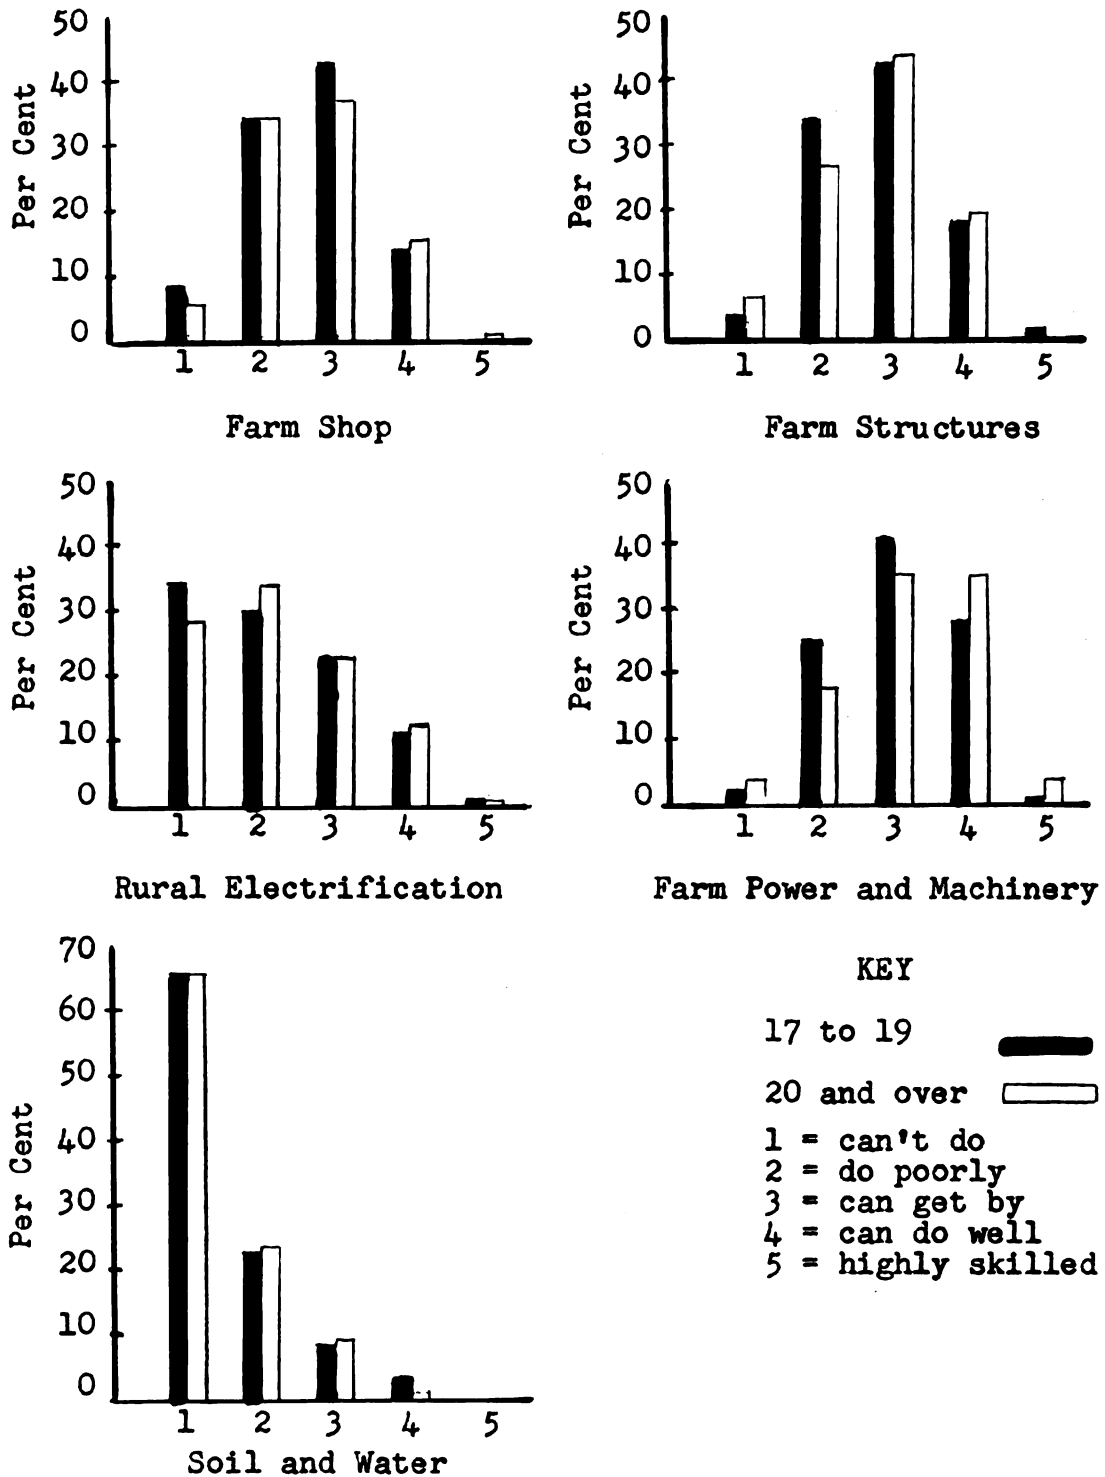 50
40
30
20
10
0
Per Cent
1 2 3 4 5
Farm Shop
50
40
30
20
10
0
Per Cent
1 2 3 4 5
Farm Structures
50
40
30
20
10
0
Per Cent
1 2 3 4 5
Rural Electrification
50
40
30
20
10
0
Per Cent
1 2 3 4 5
Farm Power and Machinery
70
60
50
40
30
20
10
0
Per Cent
1 2 3 4 5
Soil and Water
KEY
17 to 19
20 and over
1 = can't do
2 = do poorly
3 = can get by
4 = can do well
5 = highly skilled